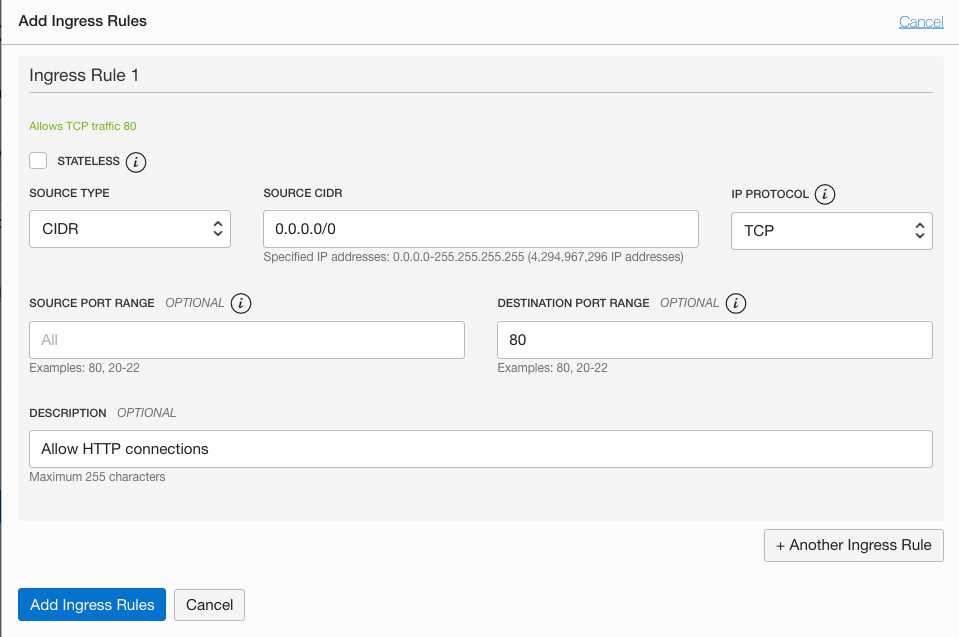 Add Ingress Rules
Cancel
Ingress Rule 1
Allows TCP traffic 80
STATELESS i
SOURCE TYPE
SOURCE CIDR
IP PROTOCOL i
CIDR
0.0.0.0/0
TCP
Specified IP addresses: 0.0.0.0-255.255.255.255 (4,294,967,296 IP addresses)
SOURCE PORT RANGE OPTIONAL i
DESTINATION PORT RANGE OPTIONAL i
All
80
Examples: 80, 20-22
Examples: 80, 20-22
DESCRIPTION OPTIONAL
Allow HTTP connections
Maximum 255 characters
+ Another Ingress Rule
Add Ingress Rules
Cancel